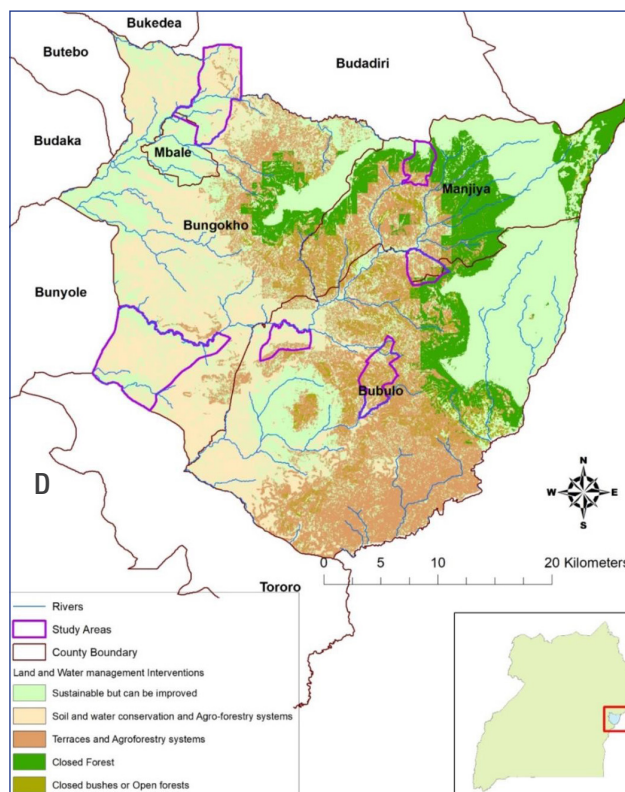 Bukedea
Butebo
Budadiri
Budaka
Mbale
Manjiya
Bungokho
Bunyole
Bubulo
D
N
W E
S
0 5 10 20 Kilometers
Tororo
Rivers
Study Areas
County Boundary
Land and Water management Interventions
Sustainable but can be improved
Soil and water conservation and Agro-forestry systems
Terraces and Agroforestry systems
Closed Forest
Closed bushes or Open forests